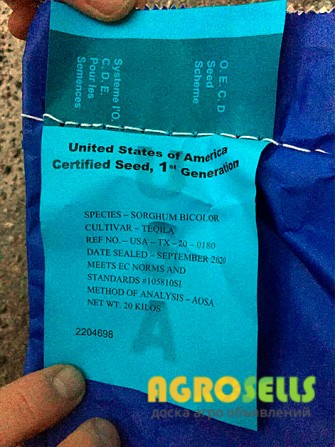 O. E. C. D
Seed
Scheme
Système l'O.
C. D. E.
Pour les
Semences
United States of America
Certified Seed, 1st Generation
SPECIES – SORGHUM BICOLOR
CULTIVAR – TEQILA
REF NO. – USA – TX – 20 – 0180
DATE SEALED – SEPTEMBER 2020
MEETS EC NORMS AND
STANDARDS #105810SI
METHOD OF ANALYSIS – AOSA
NET WT. 20 KILOS
2204698
AGROSELLS
доска агро объявлений